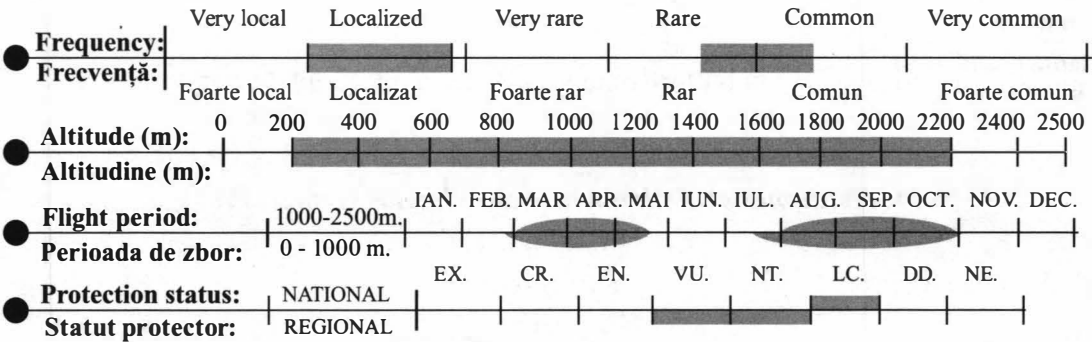 Very local Localized Very rare Rare Common Very common
Frequency:
Frecvență:
Foarte local Localizat Foarte rar Rar Comun Foarte comun
0 200 400 600 800 1000 1200 1400 1600 1800 2000 2200 2400 2500
Altitude (m):
Altitudine (m):
IAN. FEB. MAR APR. MAI IUN. IUL. AUG. SEP. OCT. NOV. DEC.
Flight period: 1000-2500m.
Perioada de zbor: 0 - 1000 m.
EX. CR. EN. VU. NT. LC. DD. NE.
Protection status: NATIONAL
Statut protector: REGIONAL